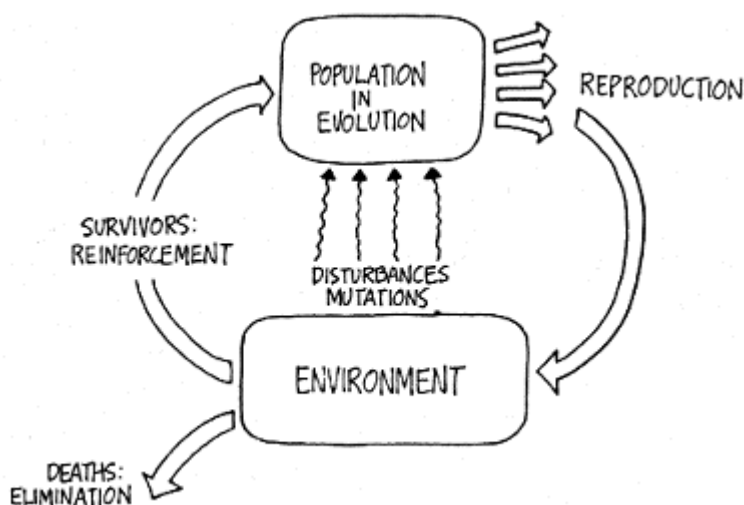 POPULATION
IN
EVOLUTION
REPRODUCTION
SURVIVORS:
REINFORCEMENT
DISTURBANCES
MUTATIONS
ENVIRONMENT
DEATHS:
ELIMINATION